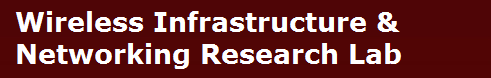 Wireless Infrastructure &
Networking Research Lab